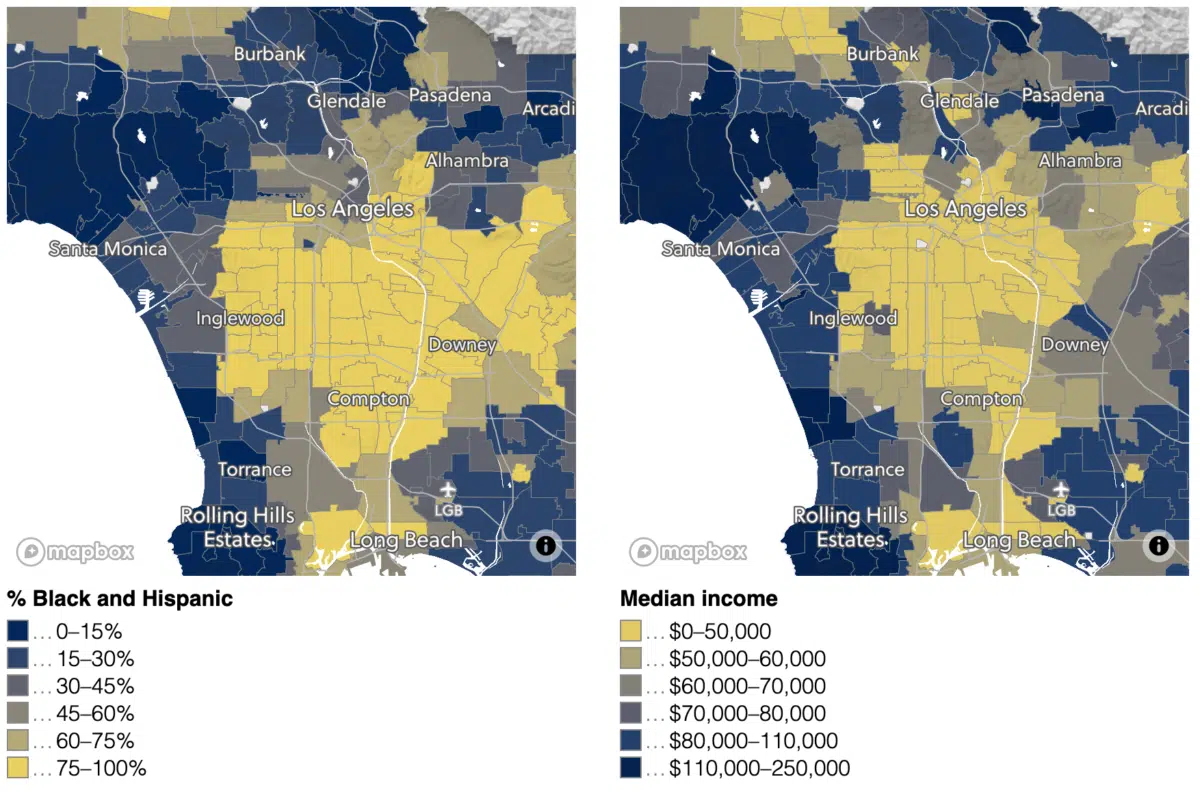 Burbank
Glendale
Pasadena
Arcadi
Alhambra
Los Angeles
Santa Monica
Inglewood
Downey
Compton
Torrance
Rolling Hills
Estates
LGB
Long Beach
mapbox
i
% Black and Hispanic
... 0–15%
... 15–30%
... 30–45%
... 45–60%
... 60–75%
... 75–100%
Burbank
Glendale
Pasadena
Arcadi
Alhambra
Los Angeles
Santa Monica
Inglewood
Downey
Compton
Torrance
Rolling Hills
Estates
LGB
Long Beach
mapbox
i
Median income
... $0–50,000
... $50,000–60,000
... $60,000–70,000
... $70,000–80,000
... $80,000–110,000
... $110,000–250,000